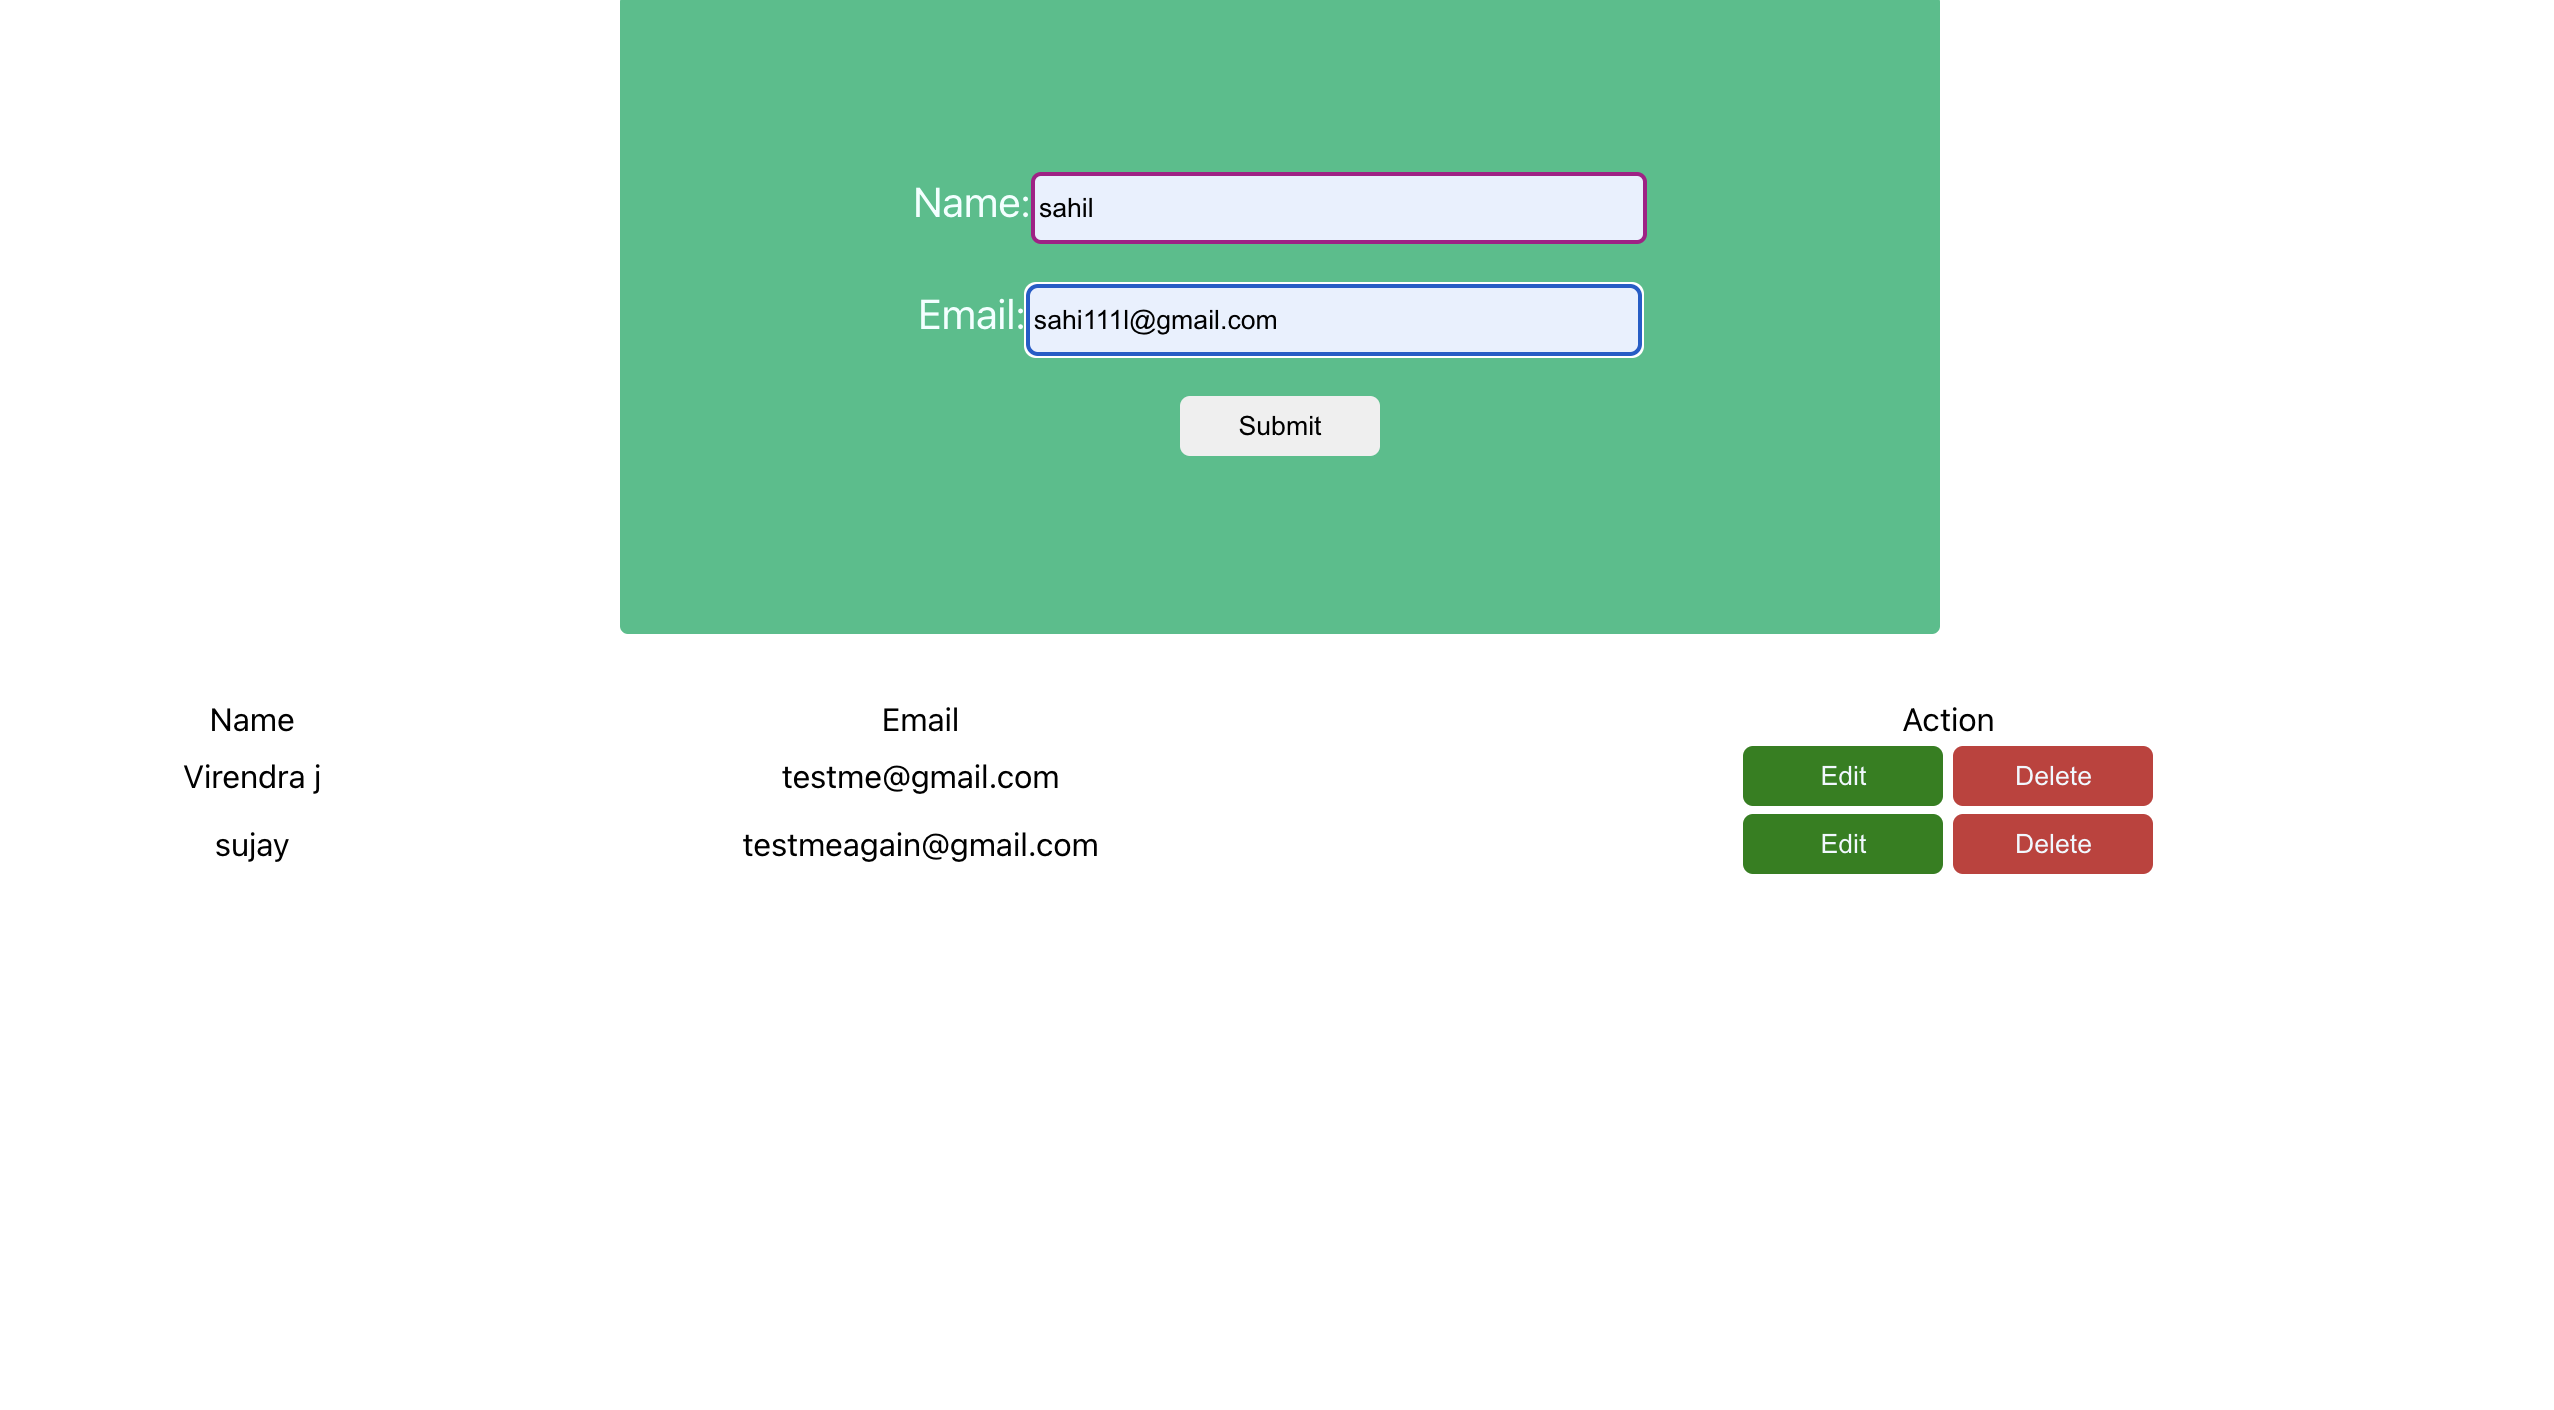 Name: sahil
Email: sahi111l@gmail.com
Submit
Name Email Action
Virendra j testme@gmail.com Edit Delete
sujay testmeagain@gmail.com Edit Delete